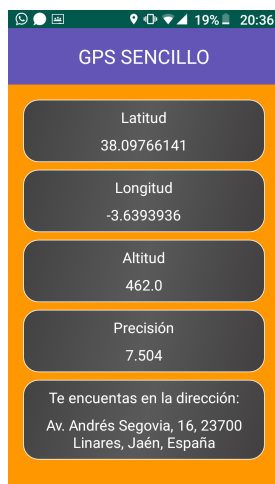 19% 20:36
GPS SENCILLO
Latitud
38.09766141
Longitud
-3.6393936
Altitud
462.0
Precisión
7.504
Te encuentas en la dirección:
Av. Andrés Segovia, 16, 23700
Linares, Jaén, España